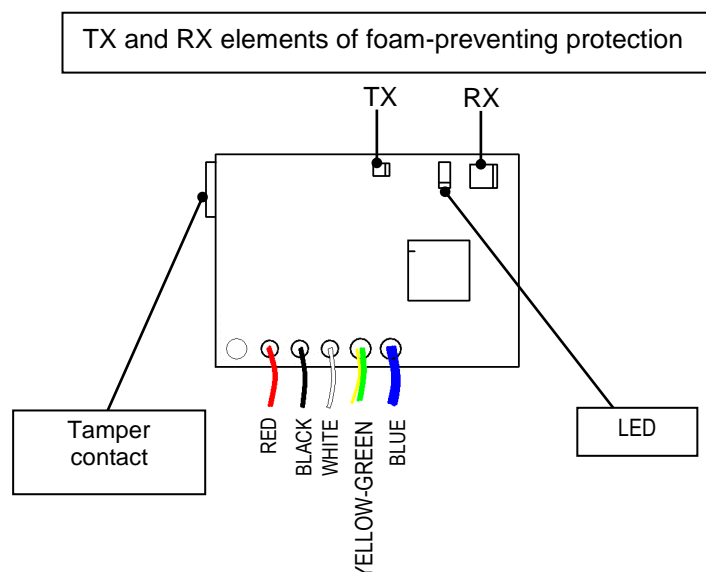 TX and RX elements of foam-preventing protection
TX RX
RED
BLACK
WHITE
YELLOW-GREEN
BLUE
Tamper
contact
LED